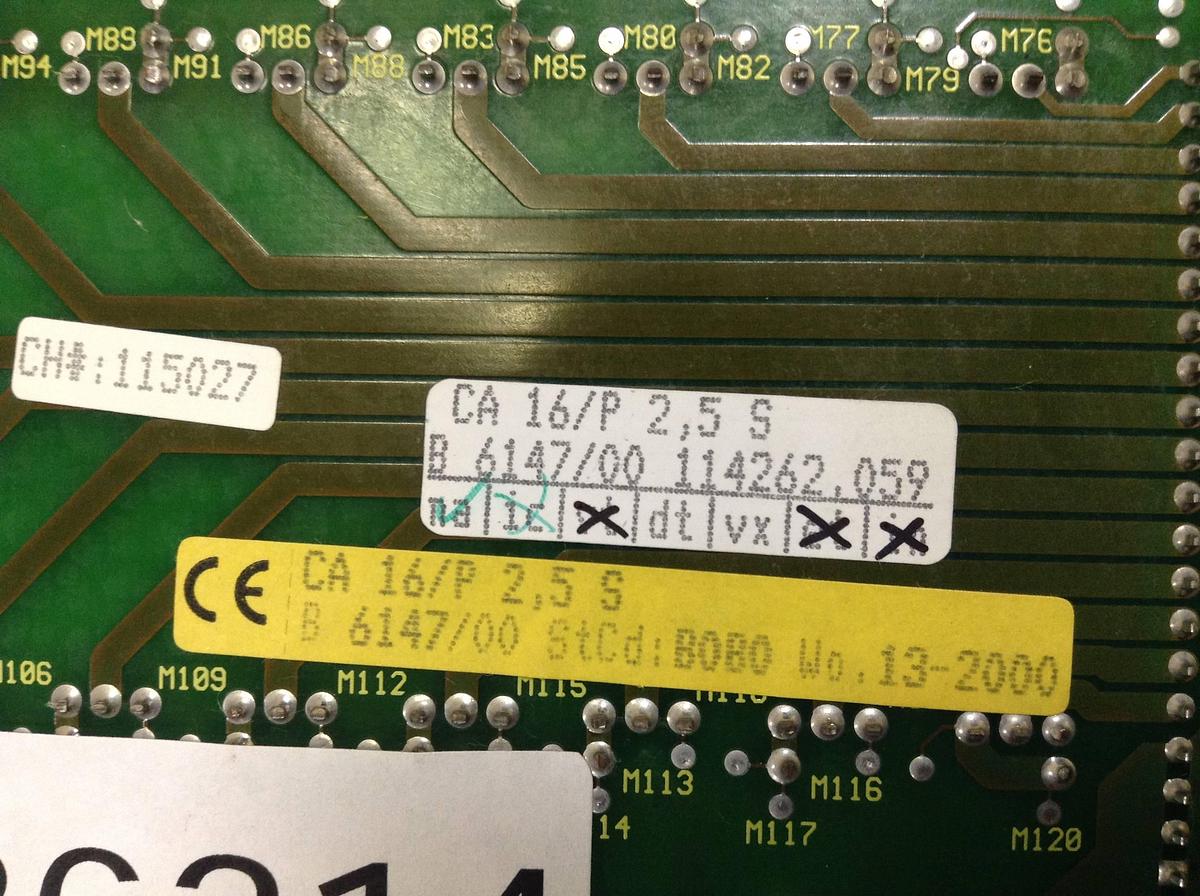 M89 M86 M83 M80 M77 M76
M94 M91 M88 M85 M82 M79
CH#:115027
CA 16/P 2,5 S
B 6147/00 114262.059
dt vx
CE CA 16/P 2,5 S
B 6147/00 StCd:B0B0 Wo.13-2000
M106 M109 M112 M115
M113 M116
14 M117 M120